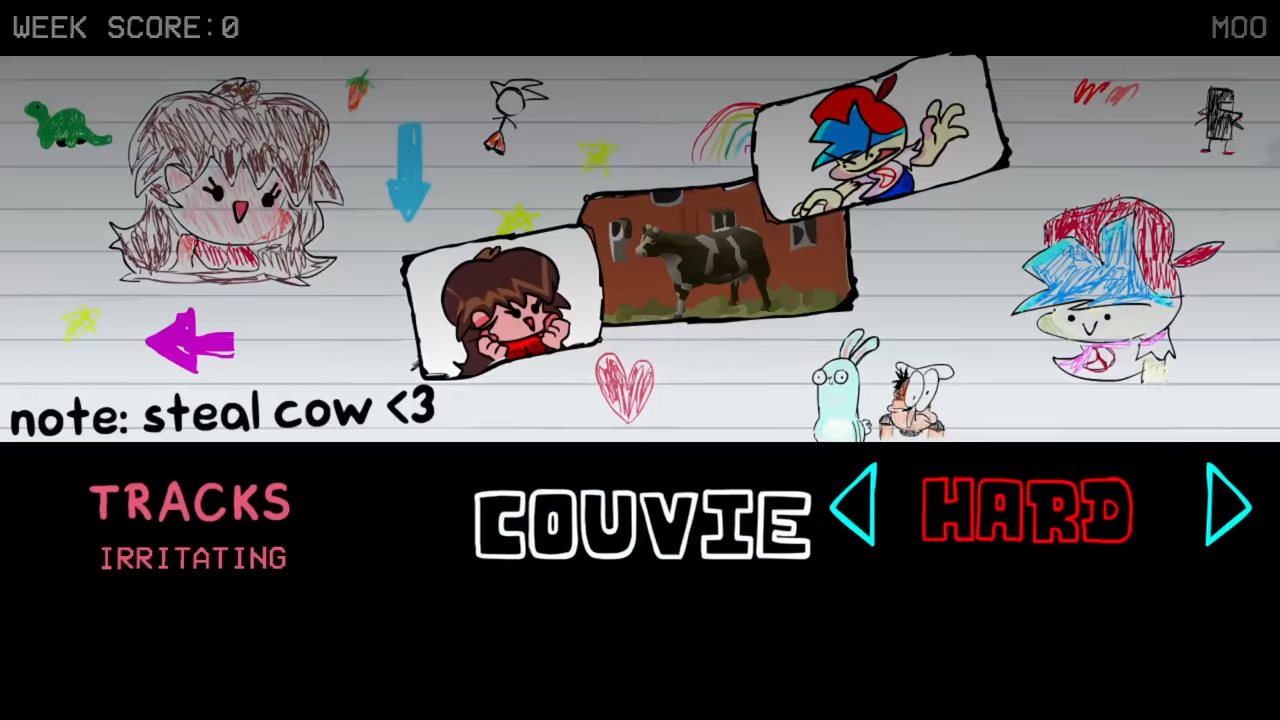 WEEK SCORE:0
MOO
note: steal cow <3
TRACKS
IRRITATING
COUVIE
HARD